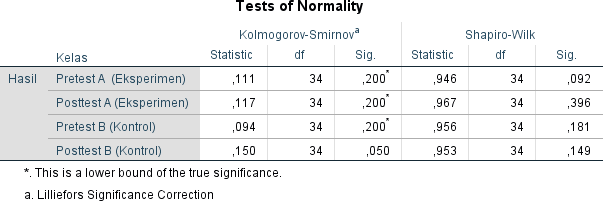 Tests of Normality
Kolmogorov-Smirnovᵃ Shapiro-Wilk
Kelas Statistic df Sig. Statistic df Sig.
Hasil Pretest A (Eksperimen) ,111 34 ,200* ,946 34 ,092
Posttest A (Eksperimen) ,117 34 ,200* ,967 34 ,396
Pretest B (Kontrol) ,094 34 ,200* ,956 34 ,181
Posttest B (Kontrol) ,150 34 ,050 ,953 34 ,149
*. This is a lower bound of the true significance.
a. Lilliefors Significance Correction